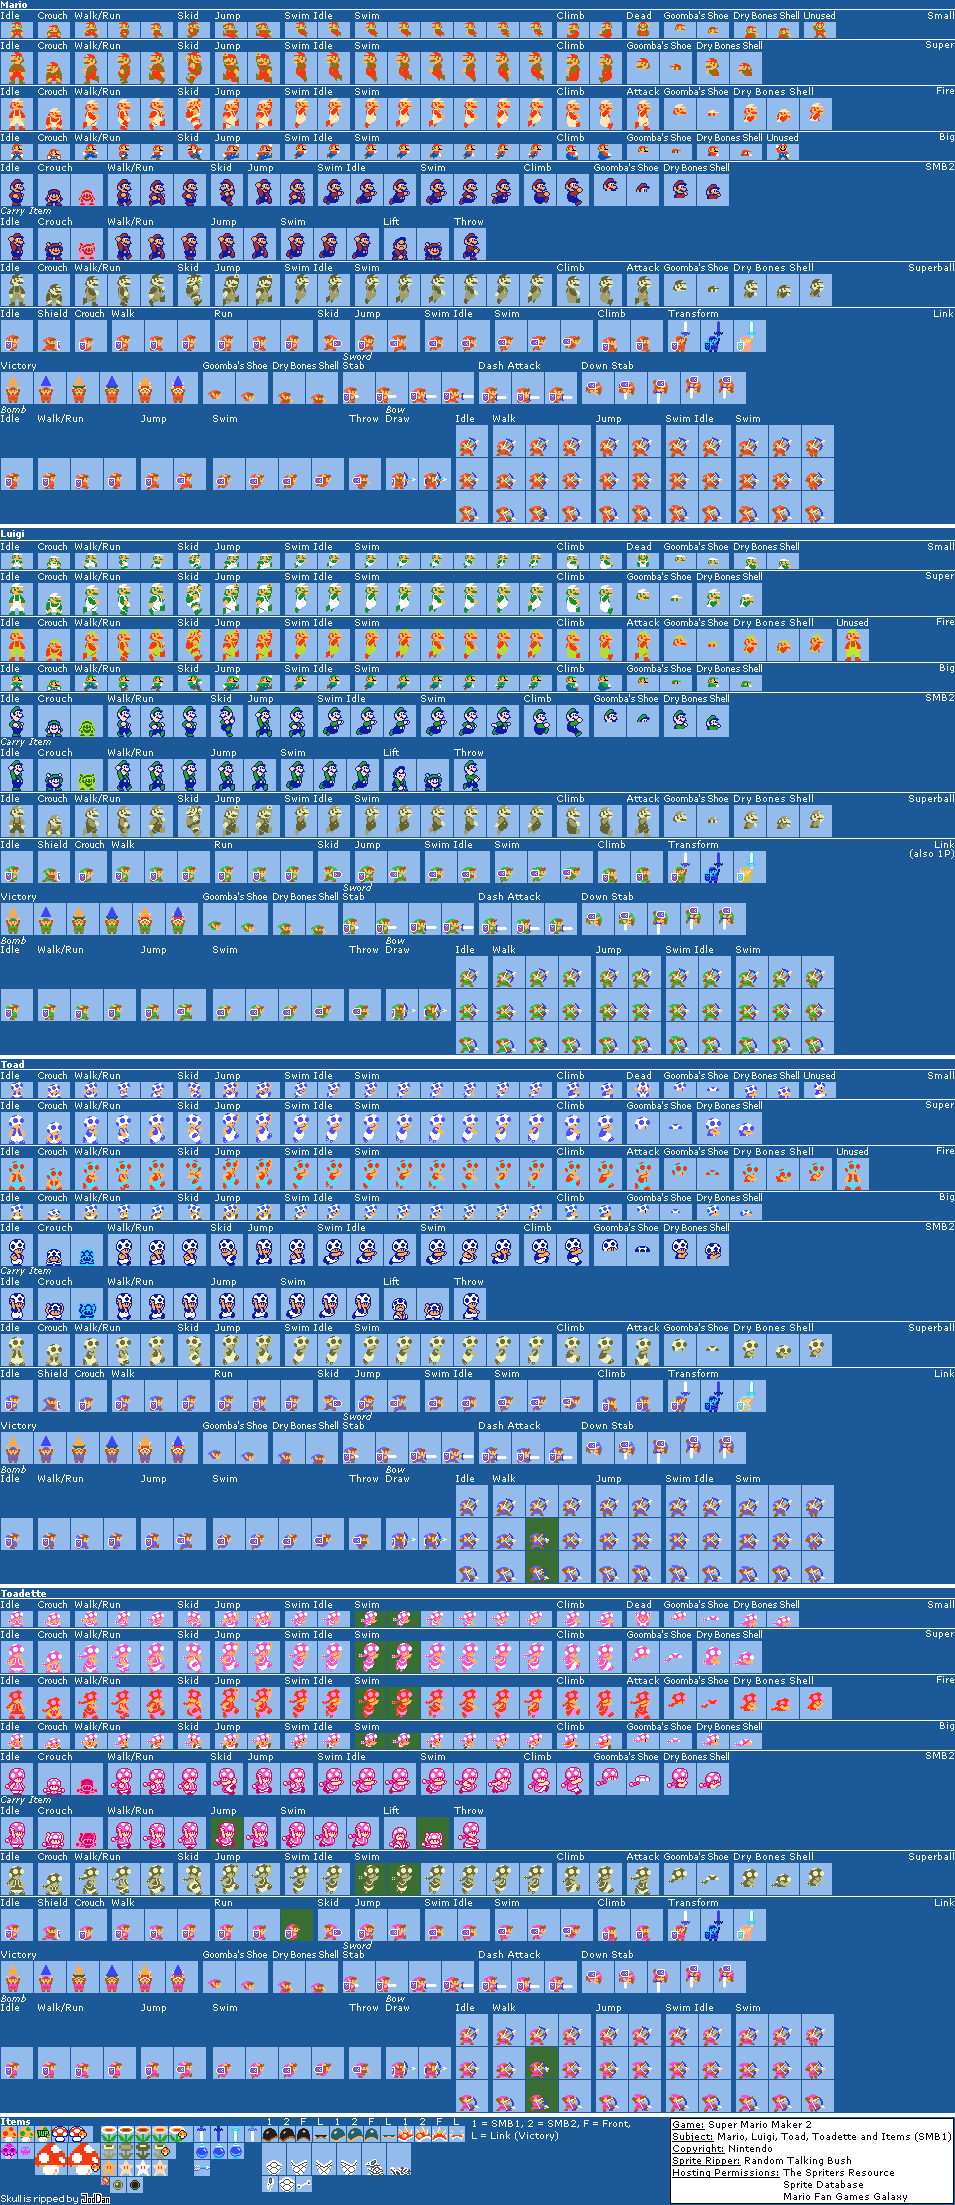 Mario
Idle Crouch Walk/Run Skid Jump Swim Idle Swim Climb Dead Goomba's Shoe Dry Bones Shell Unused Small
Idle Crouch Walk/Run Skid Jump Swim Idle Swim Climb Goomba's Shoe Dry Bones Shell Super
Idle Crouch Walk/Run Skid Jump Swim Idle Swim Climb Attack Goomba's Shoe Dry Bones Shell Fire
Idle Crouch Walk/Run Skid Jump Swim Idle Swim Climb Goomba's Shoe Dry Bones Shell Unused Big
Idle Crouch Walk/Run Skid Jump Swim Idle Swim Climb Goomba's Shoe Dry Bones Shell SMB2
Carry Item
Idle Crouch Walk/Run Jump Swim Lift Throw
Idle Crouch Walk/Run Skid Jump Swim Idle Swim Climb Attack Goomba's Shoe Dry Bones Shell Superball
Idle Shield Crouch Walk Run Skid Jump Swim Idle Swim Climb Transform Link
Sword
Victory Goomba's Shoe Dry Bones Shell Stab Dash Attack Down Stab
Bomb Bow
Idle Walk/Run Jump Swim Throw Draw Idle Walk Jump Swim Idle Swim
Luigi
Idle Crouch Walk/Run Skid Jump Swim Idle Swim Climb Dead Goomba's Shoe Dry Bones Shell Small
Idle Crouch Walk/Run Skid Jump Swim Idle Swim Climb Goomba's Shoe Dry Bones Shell Super
Idle Crouch Walk/Run Skid Jump Swim Idle Swim Climb Attack Goomba's Shoe Dry Bones Shell Unused Fire
Idle Crouch Walk/Run Skid Jump Swim Idle Swim Climb Goomba's Shoe Dry Bones Shell Big
Idle Crouch Walk/Run Skid Jump Swim Idle Swim Climb Goomba's Shoe Dry Bones Shell SMB2
Carry Item
Idle Crouch Walk/Run Jump Swim Lift Throw
Idle Crouch Walk/Run Skid Jump Swim Idle Swim Climb Attack Goomba's Shoe Dry Bones Shell Superball
Idle Shield Crouch Walk Run Skid Jump Swim Idle Swim Climb Transform Link
(also 1P)
Sword
Victory Goomba's Shoe Dry Bones Shell Stab Dash Attack Down Stab
Bomb Bow
Idle Walk/Run Jump Swim Throw Draw Idle Walk Jump Swim Idle Swim
Toad
Idle Crouch Walk/Run Skid Jump Swim Idle Swim Climb Dead Goomba's Shoe Dry Bones Shell Unused Small
Idle Crouch Walk/Run Skid Jump Swim Idle Swim Climb Goomba's Shoe Dry Bones Shell Super
Idle Crouch Walk/Run Skid Jump Swim Idle Swim Climb Attack Goomba's Shoe Dry Bones Shell Unused Fire
Idle Crouch Walk/Run Skid Jump Swim Idle Swim Climb Goomba's Shoe Dry Bones Shell Big
Idle Crouch Walk/Run Skid Jump Swim Idle Swim Climb Goomba's Shoe Dry Bones Shell SMB2
Carry Item
Idle Crouch Walk/Run Jump Swim Lift Throw
Idle Crouch Walk/Run Skid Jump Swim Idle Swim Climb Attack Goomba's Shoe Dry Bones Shell Superball
Idle Shield Crouch Walk Run Skid Jump Swim Idle Swim Climb Transform Link
Sword
Victory Goomba's Shoe Dry Bones Shell Stab Dash Attack Down Stab
Bomb Bow
Idle Walk/Run Jump Swim Throw Draw Idle Walk Jump Swim Idle Swim
Toadette
Idle Crouch Walk/Run Skid Jump Swim Idle Swim Climb Dead Goomba's Shoe Dry Bones Shell Small
Idle Crouch Walk/Run Skid Jump Swim Idle Swim Climb Goomba's Shoe Dry Bones Shell Super
Idle Crouch Walk/Run Skid Jump Swim Idle Swim Climb Attack Goomba's Shoe Dry Bones Shell Fire
Idle Crouch Walk/Run Skid Jump Swim Idle Swim Climb Goomba's Shoe Dry Bones Shell Big
Idle Crouch Walk/Run Skid Jump Swim Idle Swim Climb Goomba's Shoe Dry Bones Shell SMB2
Carry Item
Idle Crouch Walk/Run Jump Swim Lift Throw
Idle Crouch Walk/Run Skid Jump Swim Idle Swim Climb Attack Goomba's Shoe Dry Bones Shell Superball
Idle Shield Crouch Walk Run Skid Jump Swim Idle Swim Climb Transform Link
Sword
Victory Goomba's Shoe Dry Bones Shell Stab Dash Attack Down Stab
Bomb Bow
Idle Walk/Run Jump Swim Throw Draw Idle Walk Jump Swim Idle Swim
Items 1 2 F L 1 2 F L 1 2 F L 1 = SMB1, 2 = SMB2, F = Front,
L = Link (Victory)
Game: Super Mario Maker 2
Subject: Mario, Luigi, Toad, Toadette and Items (SMB1)
Copyright: Nintendo
Sprite Ripper: Random Talking Bush
Hosting Permissions: The Spriters Resource
Sprite Database
Mario Fan Games Galaxy
Skull is ripped by JudDan